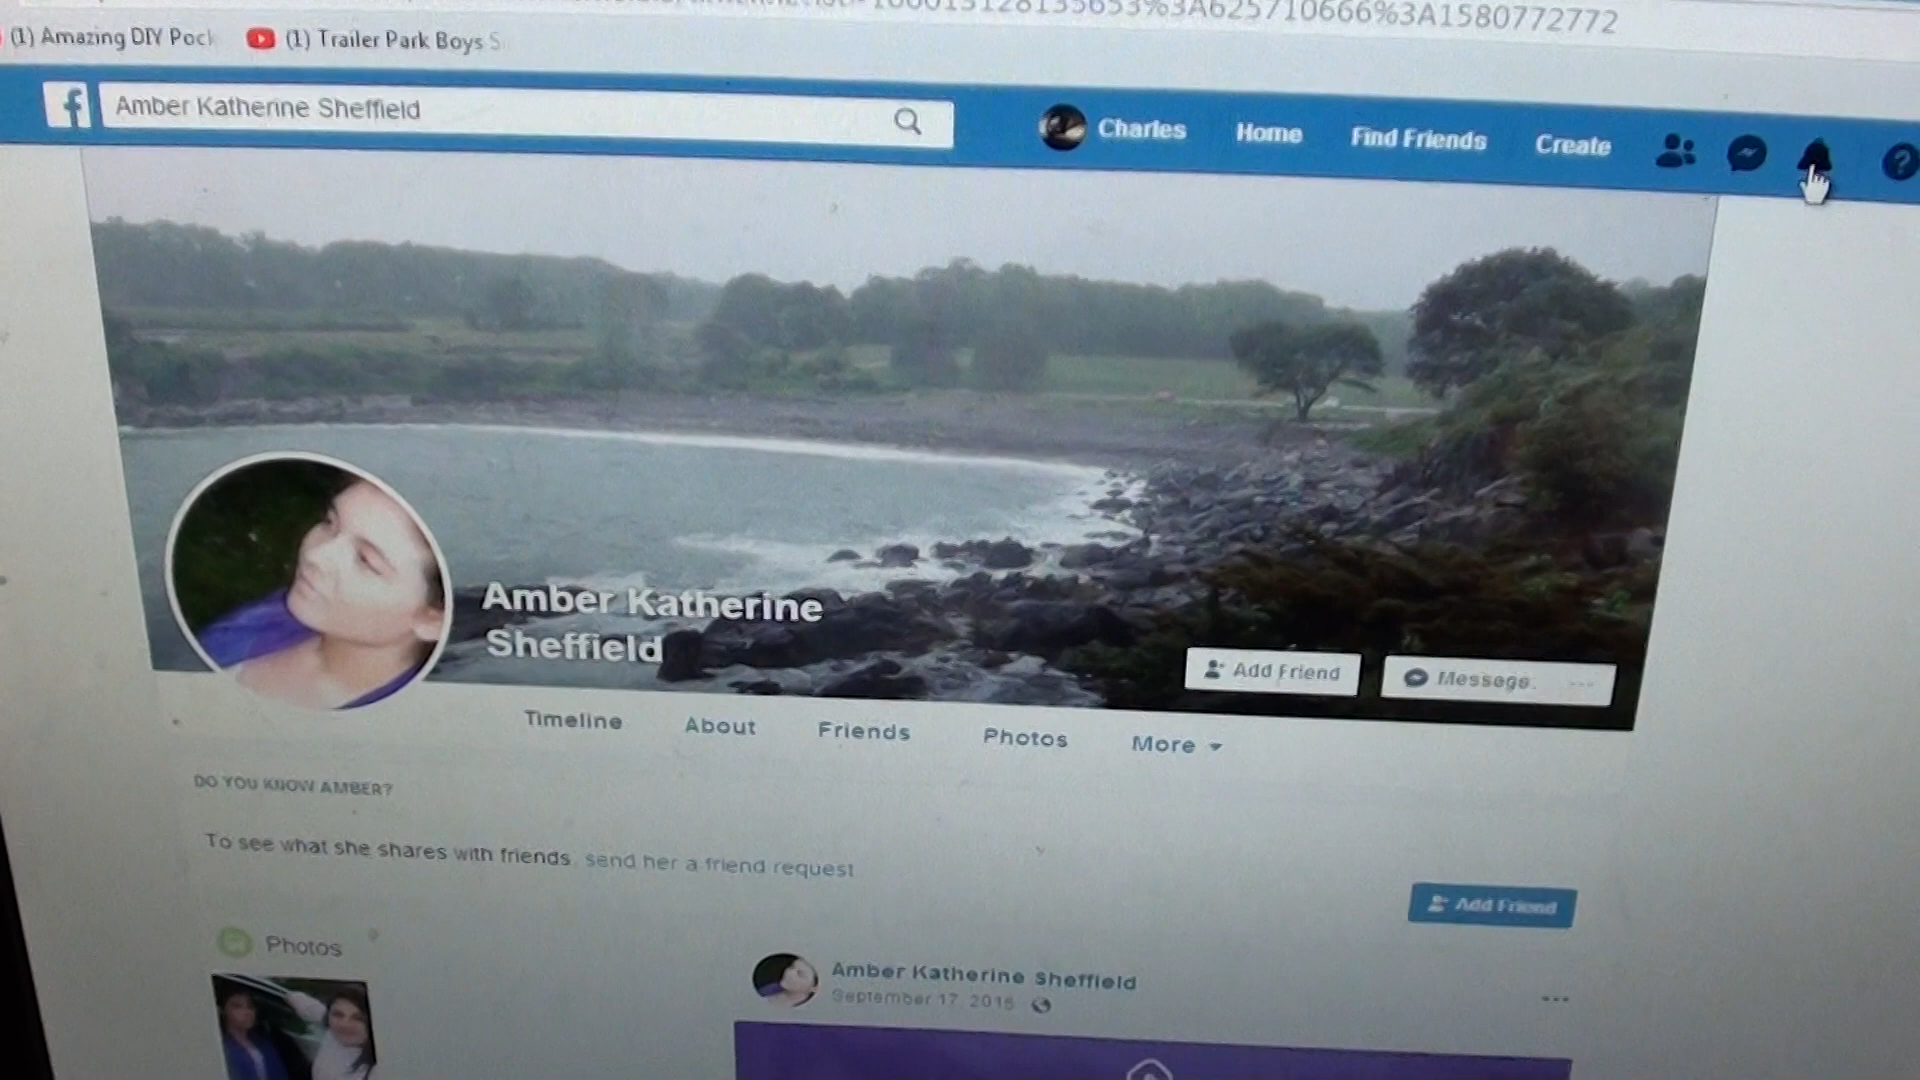 %3A625710666%3A1580772772
(1) Amazing DIY Pock
(1) Trailer Park Boys S
f
Amber Katherine Sheffield
Charles
Home
Find Friends
Create
?
Amber Katherine
Sheffield
Add Friend
Message
...
Timeline
About
Friends
Photos
More
DO YOU KNOW AMBER?
To see what she shares with friends, send her a friend request
Add Friend
Photos
Amber Katherine Sheffield
September 17,
...